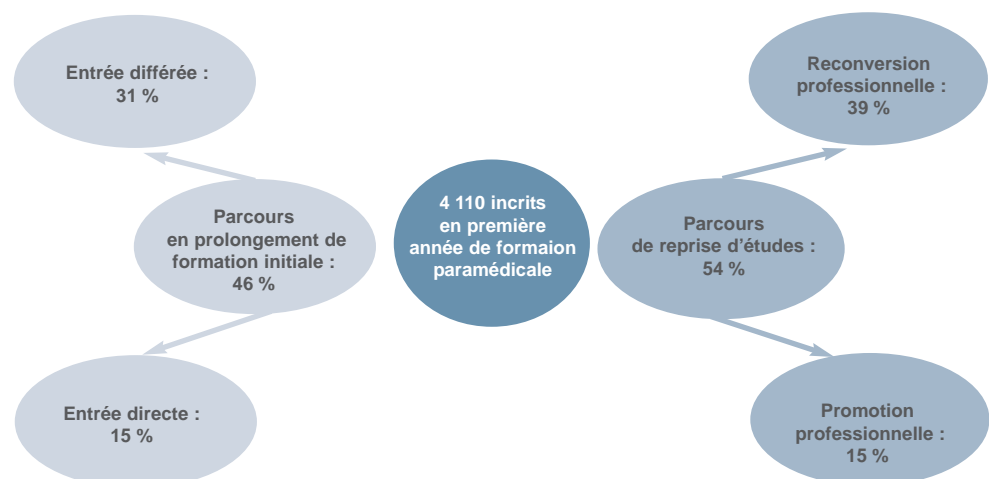 Entrée différée :
31 %
Reconversion
professionnelle :
39 %
Parcours
en prolongement de
formation initiale :
46 %
4 110 incrits
en première
année de formaion
paramédicale
Parcours
de reprise d'études :
54 %
Entrée directe :
15 %
Promotion
professionnelle :
15 %